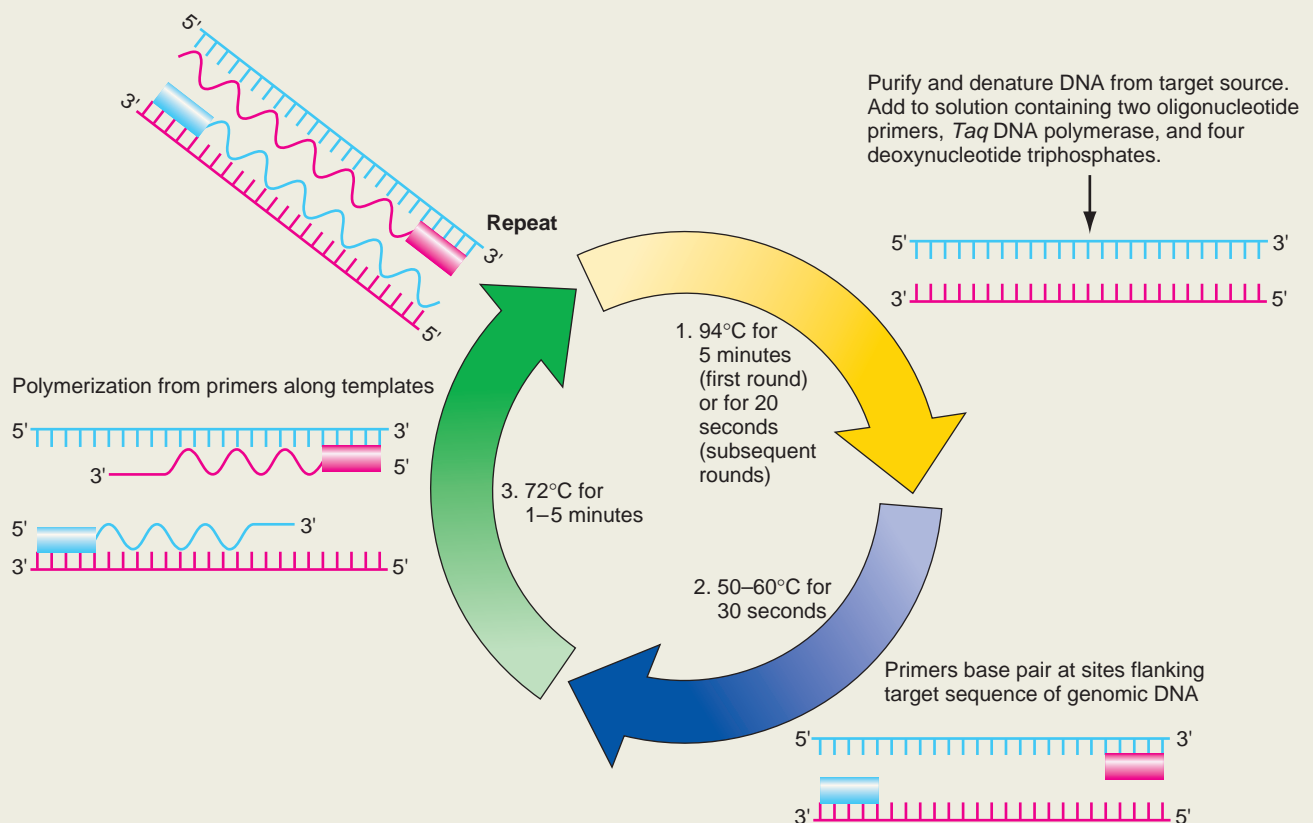 5'
3'
3'
5'
Repeat
Purify and denature DNA from target source.
Add to solution containing two oligonucleotide
primers, Taq DNA polymerase, and four
deoxynucleotide triphosphates.
5' 3'
3' 5'
1. 94°C for
5 minutes
(first round)
or for 20
seconds
(subsequent
rounds)
2. 50–60°C for
30 seconds
Primers base pair at sites flanking
target sequence of genomic DNA
5' 3'
3' 5'
3. 72°C for
1–5 minutes
Polymerization from primers along templates
5' 3'
3' 5'
5' 3'
3' 5'